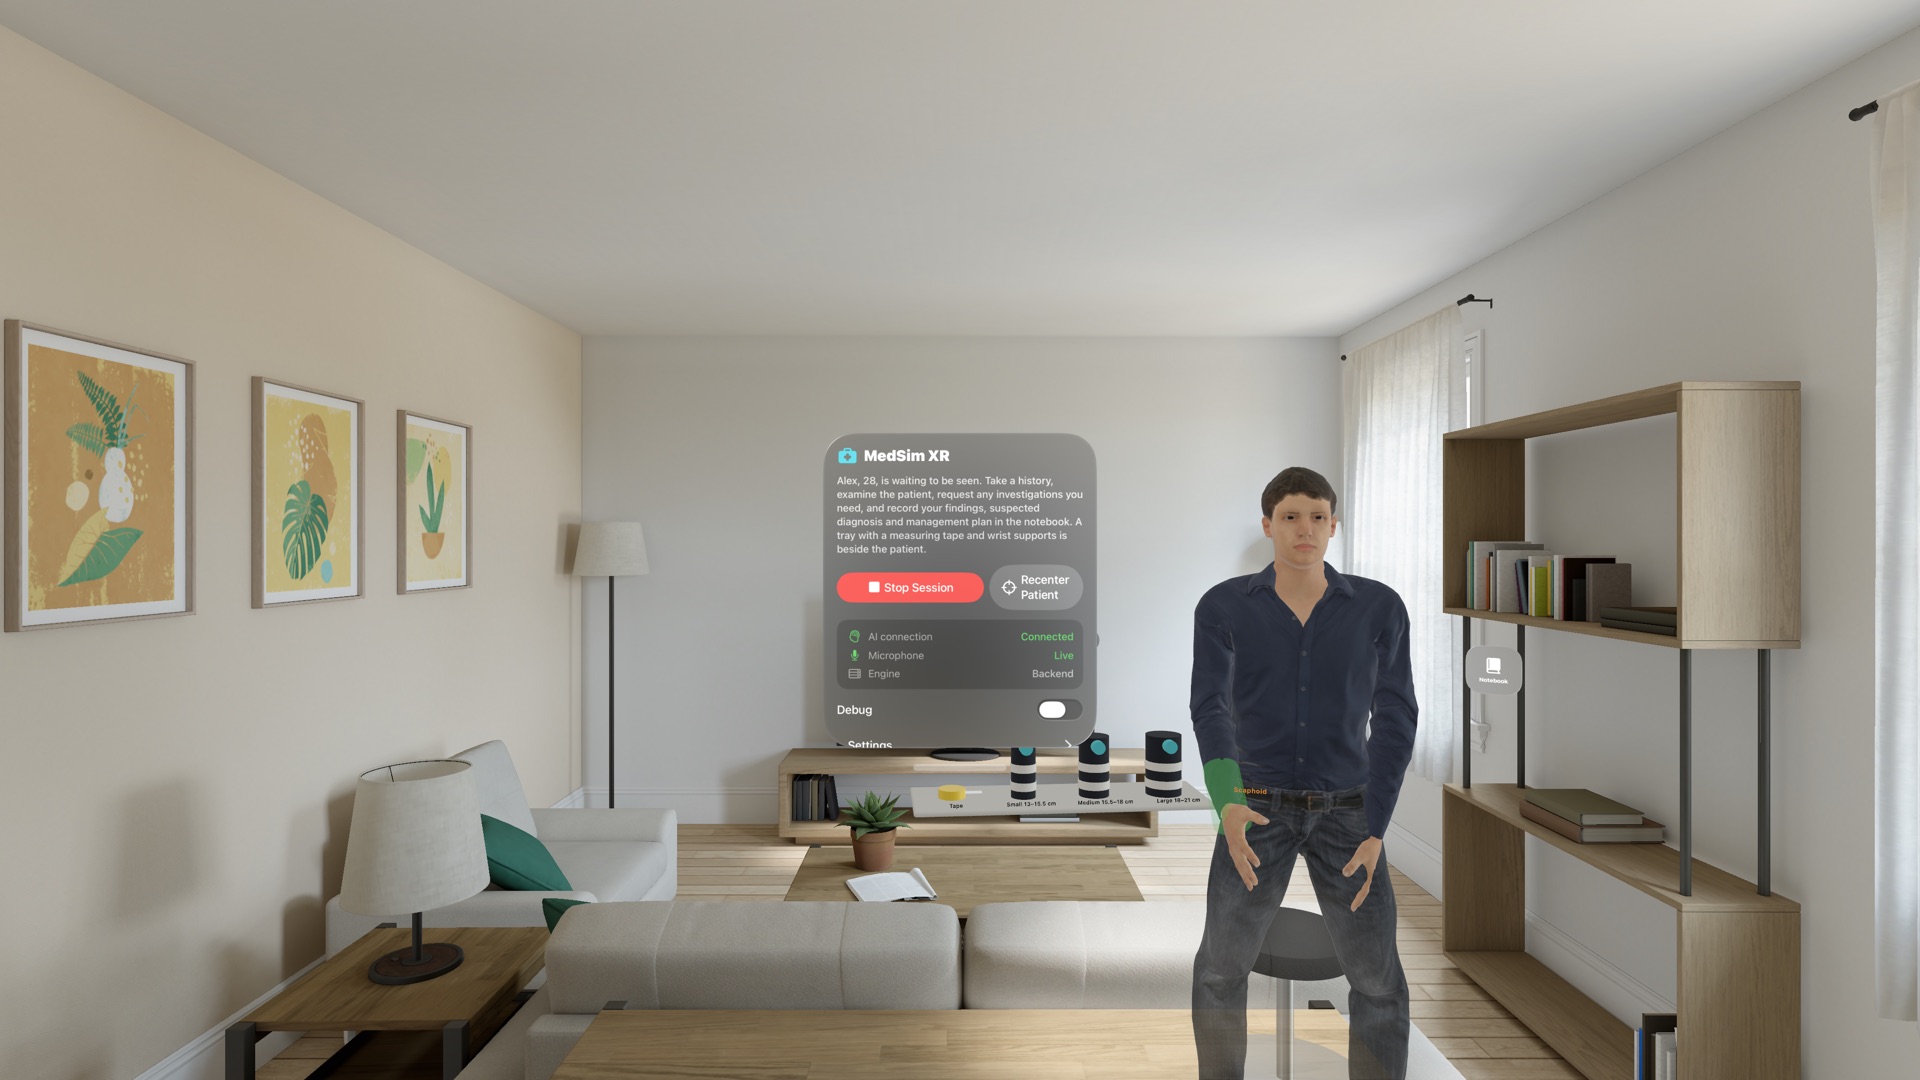 MedSim XR
Alex, 28, is waiting to be seen. Take a history,
examine the patient, request any investigations you
need, and record your findings, suspected
diagnosis and management plan in the notebook. A
tray with a measuring tape and wrist supports is
beside the patient.
Stop Session
Recenter
Patient
AI connection Connected
Microphone Live
Engine Backend
Debug
Settings
Notebook
Scaphoid
Tape
Small 13–15.5 cm
Medium 15.5–18 cm
Large 18–21 cm